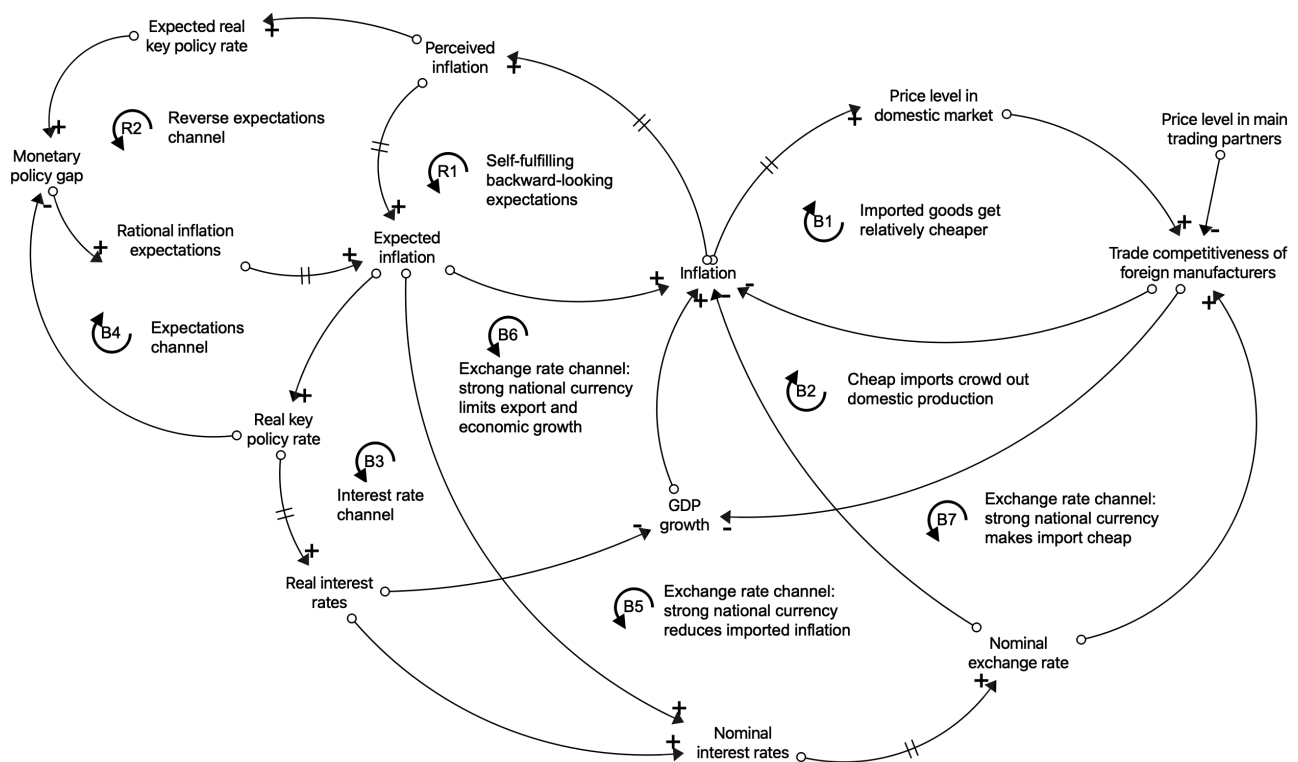 Expected real
key policy rate
+
Perceived
inflation
+
Price level in
domestic market
+
Price level in main
trading partners
R2
Reverse expectations
channel
+
Monetary
policy gap
-
R1
Self-fulfilling
backward-looking
expectations
+
B1
Imported goods get
relatively cheaper
+
-
Trade competitiveness of
foreign manufacturers
+
Rational inflation
expectations
+
Expected
inflation
+
+
Inflation
+
-
-
B4
Expectations
channel
B6
Exchange rate channel:
strong national currency
limits export and
economic growth
B2
Cheap imports crowd out
domestic production
+
Real key
policy rate
B3
Interest rate
channel
GDP
growth
-
-
B7
Exchange rate channel:
strong national currency
makes import cheap
+
Real interest
rates
B5
Exchange rate channel:
strong national currency
reduces imported inflation
Nominal
exchange rate
+
+
+
Nominal
interest rates